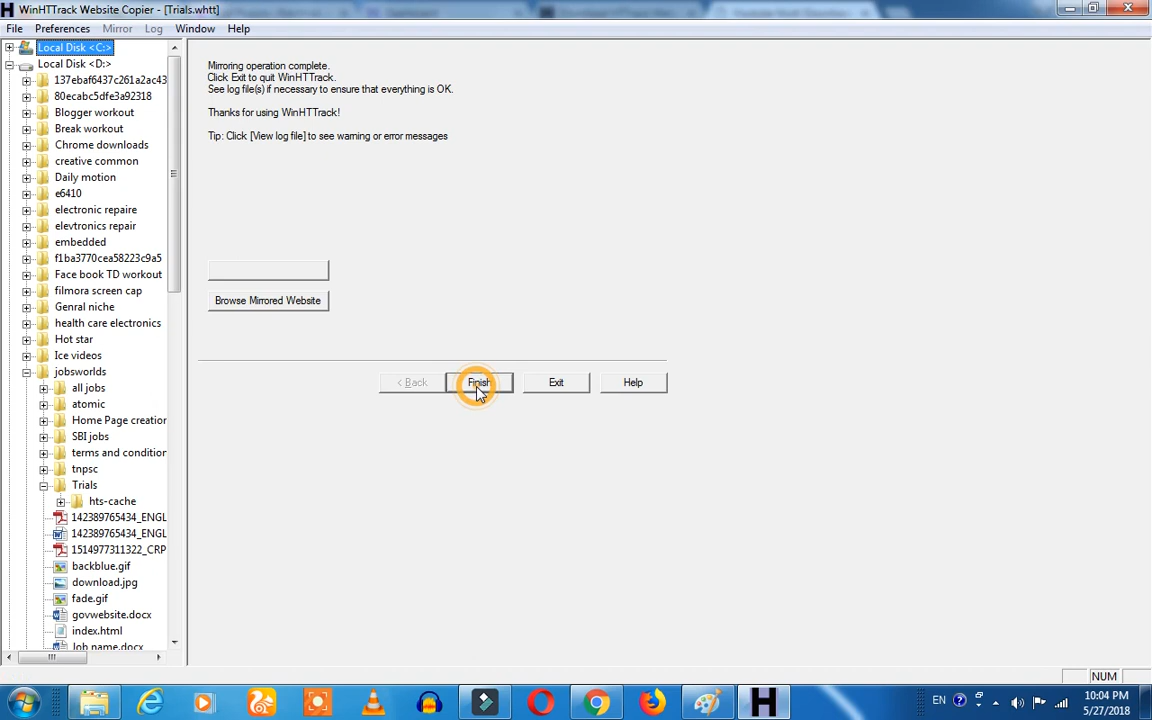 WinHTTrack Website Copier - [Trials.whtt]
File Preferences Mirror Log Window Help
Local Disk <C:>
Local Disk <D:>
137ebaf6437c261a2ac43
80ecabc5dfe3a92318
Blogger workout
Break workout
Chrome downloads
creative common
Daily motion
e6410
electronic repaire
elevtronics repair
embedded
f1ba3770cea58223c9a5
Face book TD workout
filmora screen cap
Genral niche
health care electronics
Hot star
Ice videos
jobsworlds
all jobs
atomic
Home Page creation
SBI jobs
terms and condition
tnpsc
Trials
hts-cache
142389765434_ENGL
142389765434_ENGL
1514977311322_CRP
backblue.gif
download.jpg
fade.gif
govwebsite.docx
index.html
Job name.docx
Mirroring operation complete.
Click Exit to quit WinHTTrack.
See log file(s) if necessary to ensure that everything is OK.
Thanks for using WinHTTrack!
Tip: Click [View log file] to see warning or error messages
Browse Mirrored Website
< Back Finish Exit Help
NUM
EN 10:04 PM
5/27/2018